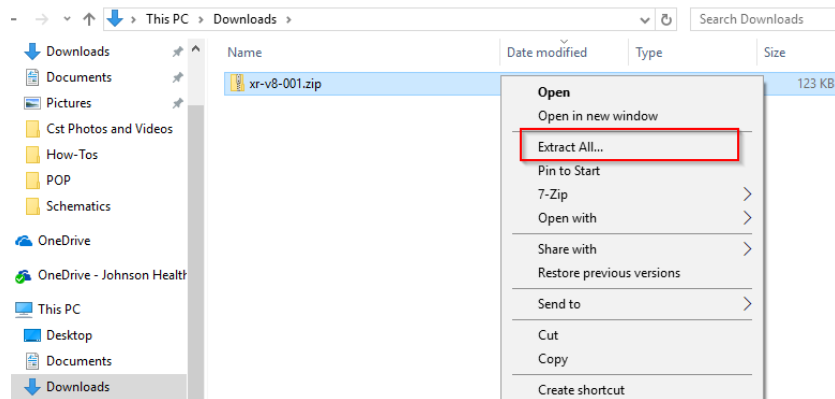 This PC > Downloads >
Search Downloads
Downloads
Documents
Pictures
Cst Photos and Videos
How-Tos
POP
Schematics
OneDrive
OneDrive - Johnson Health
This PC
Desktop
Documents
Downloads
Name
Date modified
Type
Size
xr-v8-001.zip
123 KB
Open
Open in new window
Extract All...
Pin to Start
7-Zip
Open with
Share with
Restore previous versions
Send to
Cut
Copy
Create shortcut